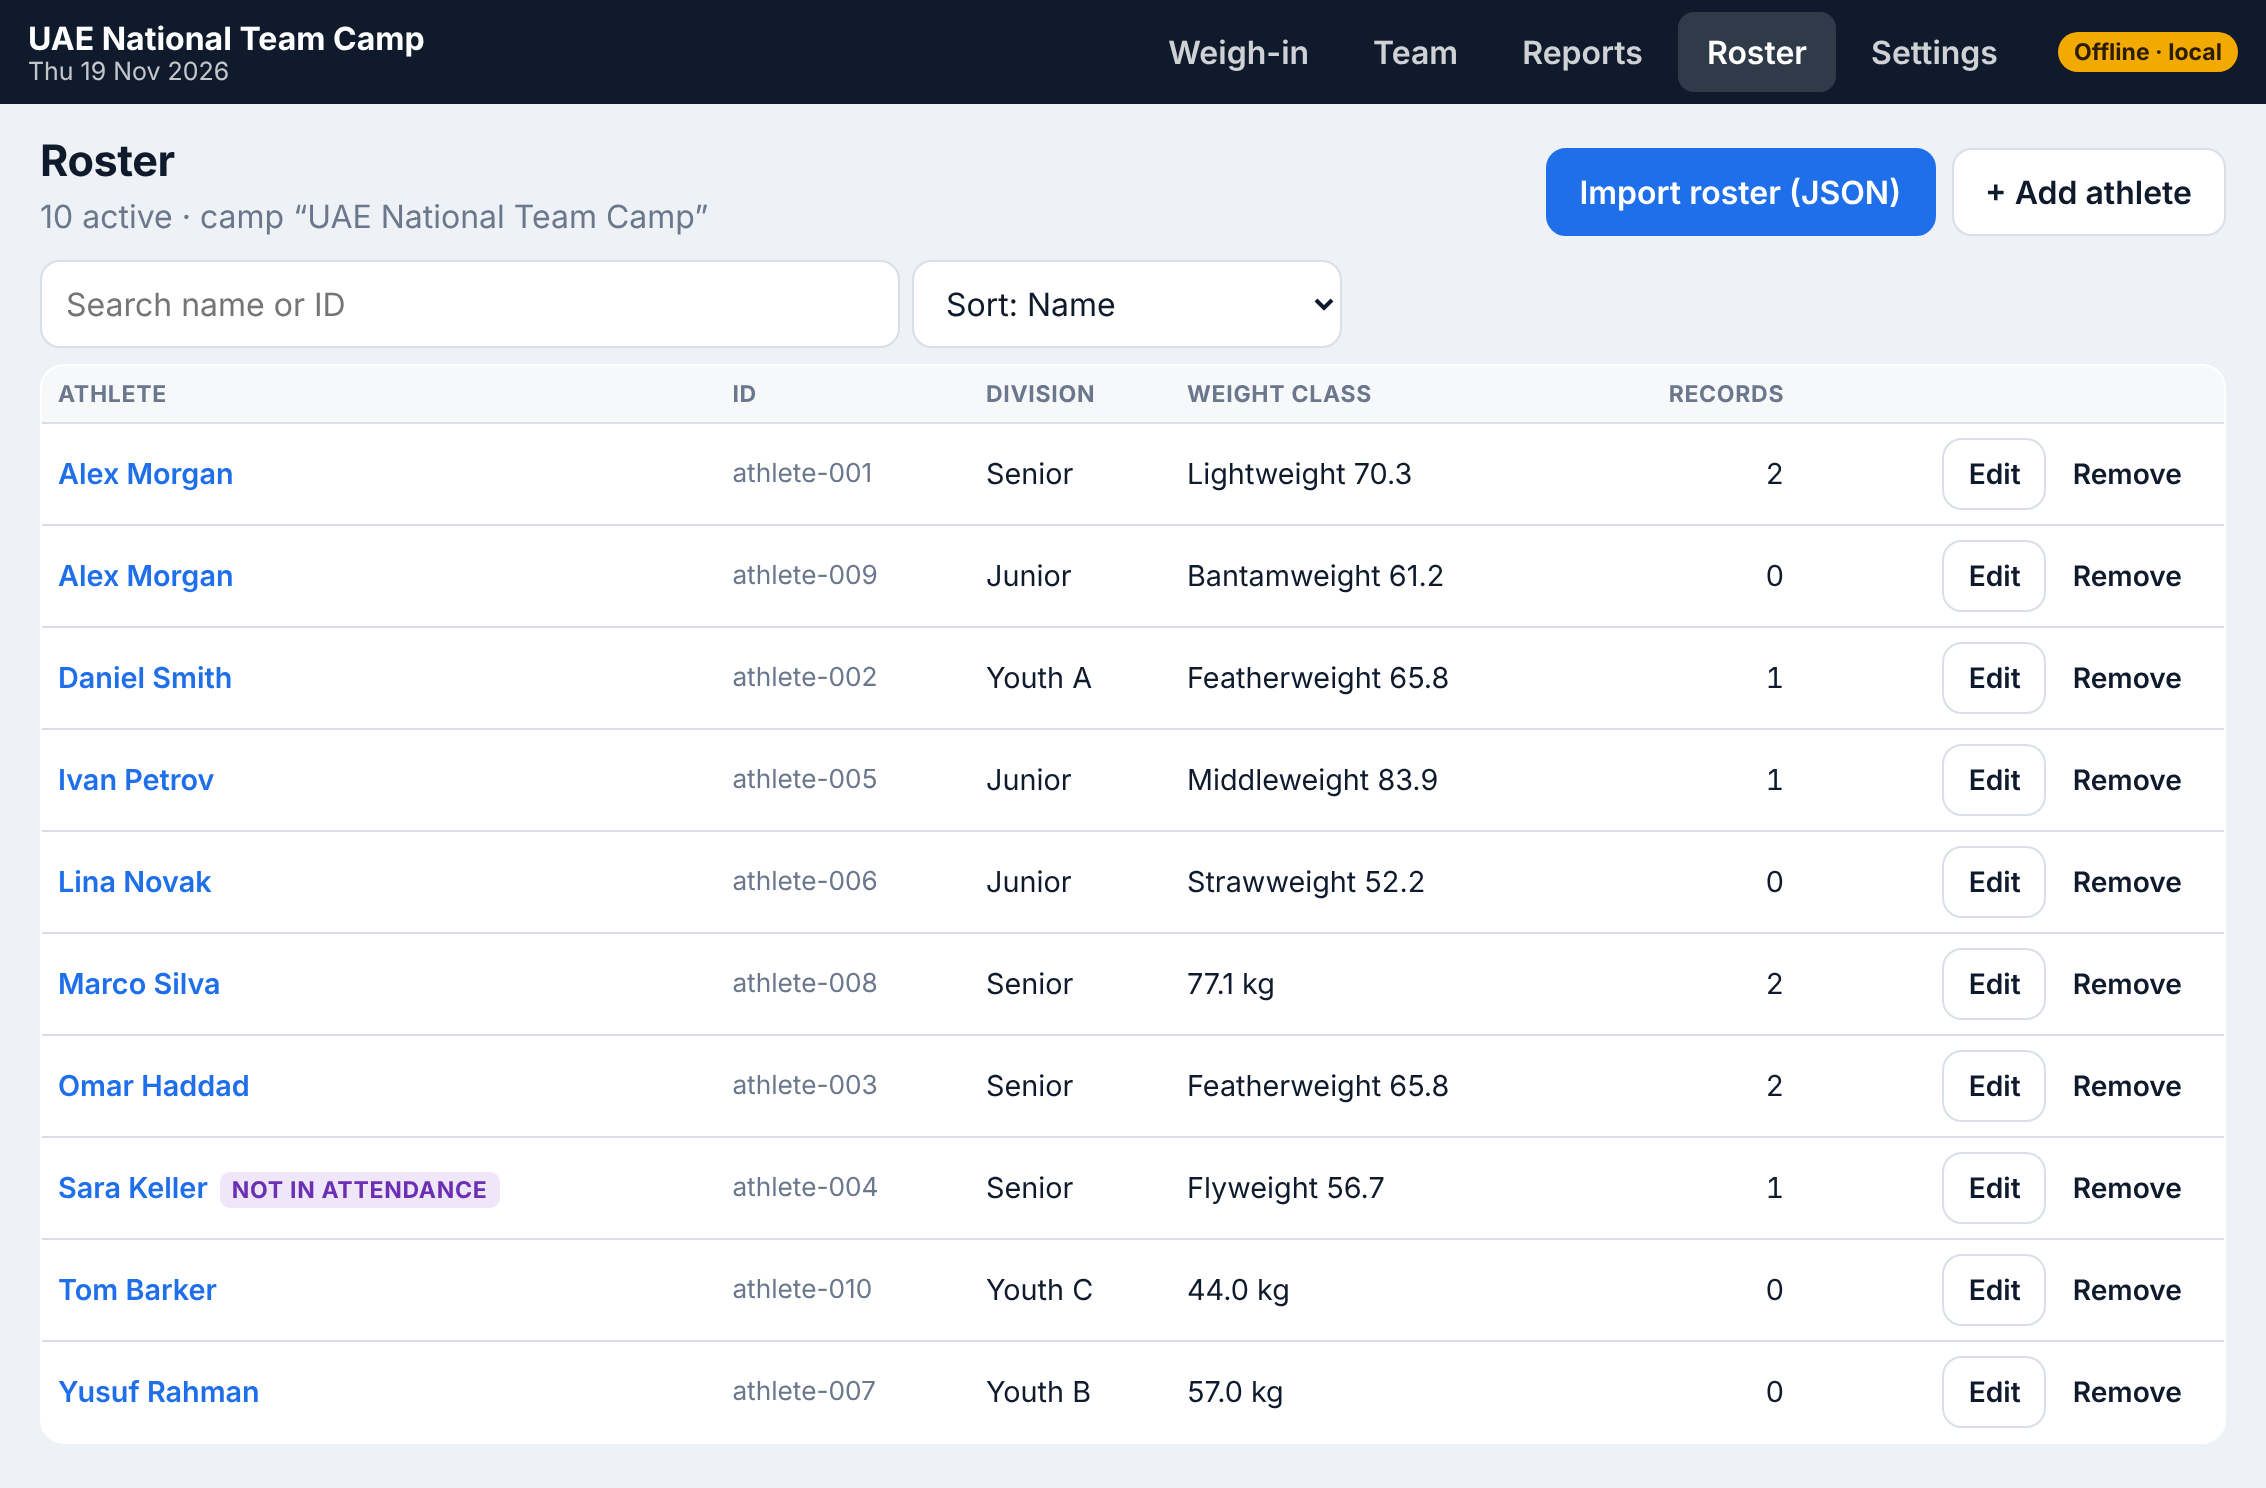 UAE National Team Camp
Thu 19 Nov 2026
Weigh-in Team Reports Roster Settings Offline · local
Roster
10 active · camp “UAE National Team Camp”
Import roster (JSON) + Add athlete
Search name or ID Sort: Name
ATHLETE ID DIVISION WEIGHT CLASS RECORDS
Alex Morgan athlete-001 Senior Lightweight 70.3 2 Edit Remove
Alex Morgan athlete-009 Junior Bantamweight 61.2 0 Edit Remove
Daniel Smith athlete-002 Youth A Featherweight 65.8 1 Edit Remove
Ivan Petrov athlete-005 Junior Middleweight 83.9 1 Edit Remove
Lina Novak athlete-006 Junior Strawweight 52.2 0 Edit Remove
Marco Silva athlete-008 Senior 77.1 kg 2 Edit Remove
Omar Haddad athlete-003 Senior Featherweight 65.8 2 Edit Remove
Sara Keller NOT IN ATTENDANCE athlete-004 Senior Flyweight 56.7 1 Edit Remove
Tom Barker athlete-010 Youth C 44.0 kg 0 Edit Remove
Yusuf Rahman athlete-007 Youth B 57.0 kg 0 Edit Remove